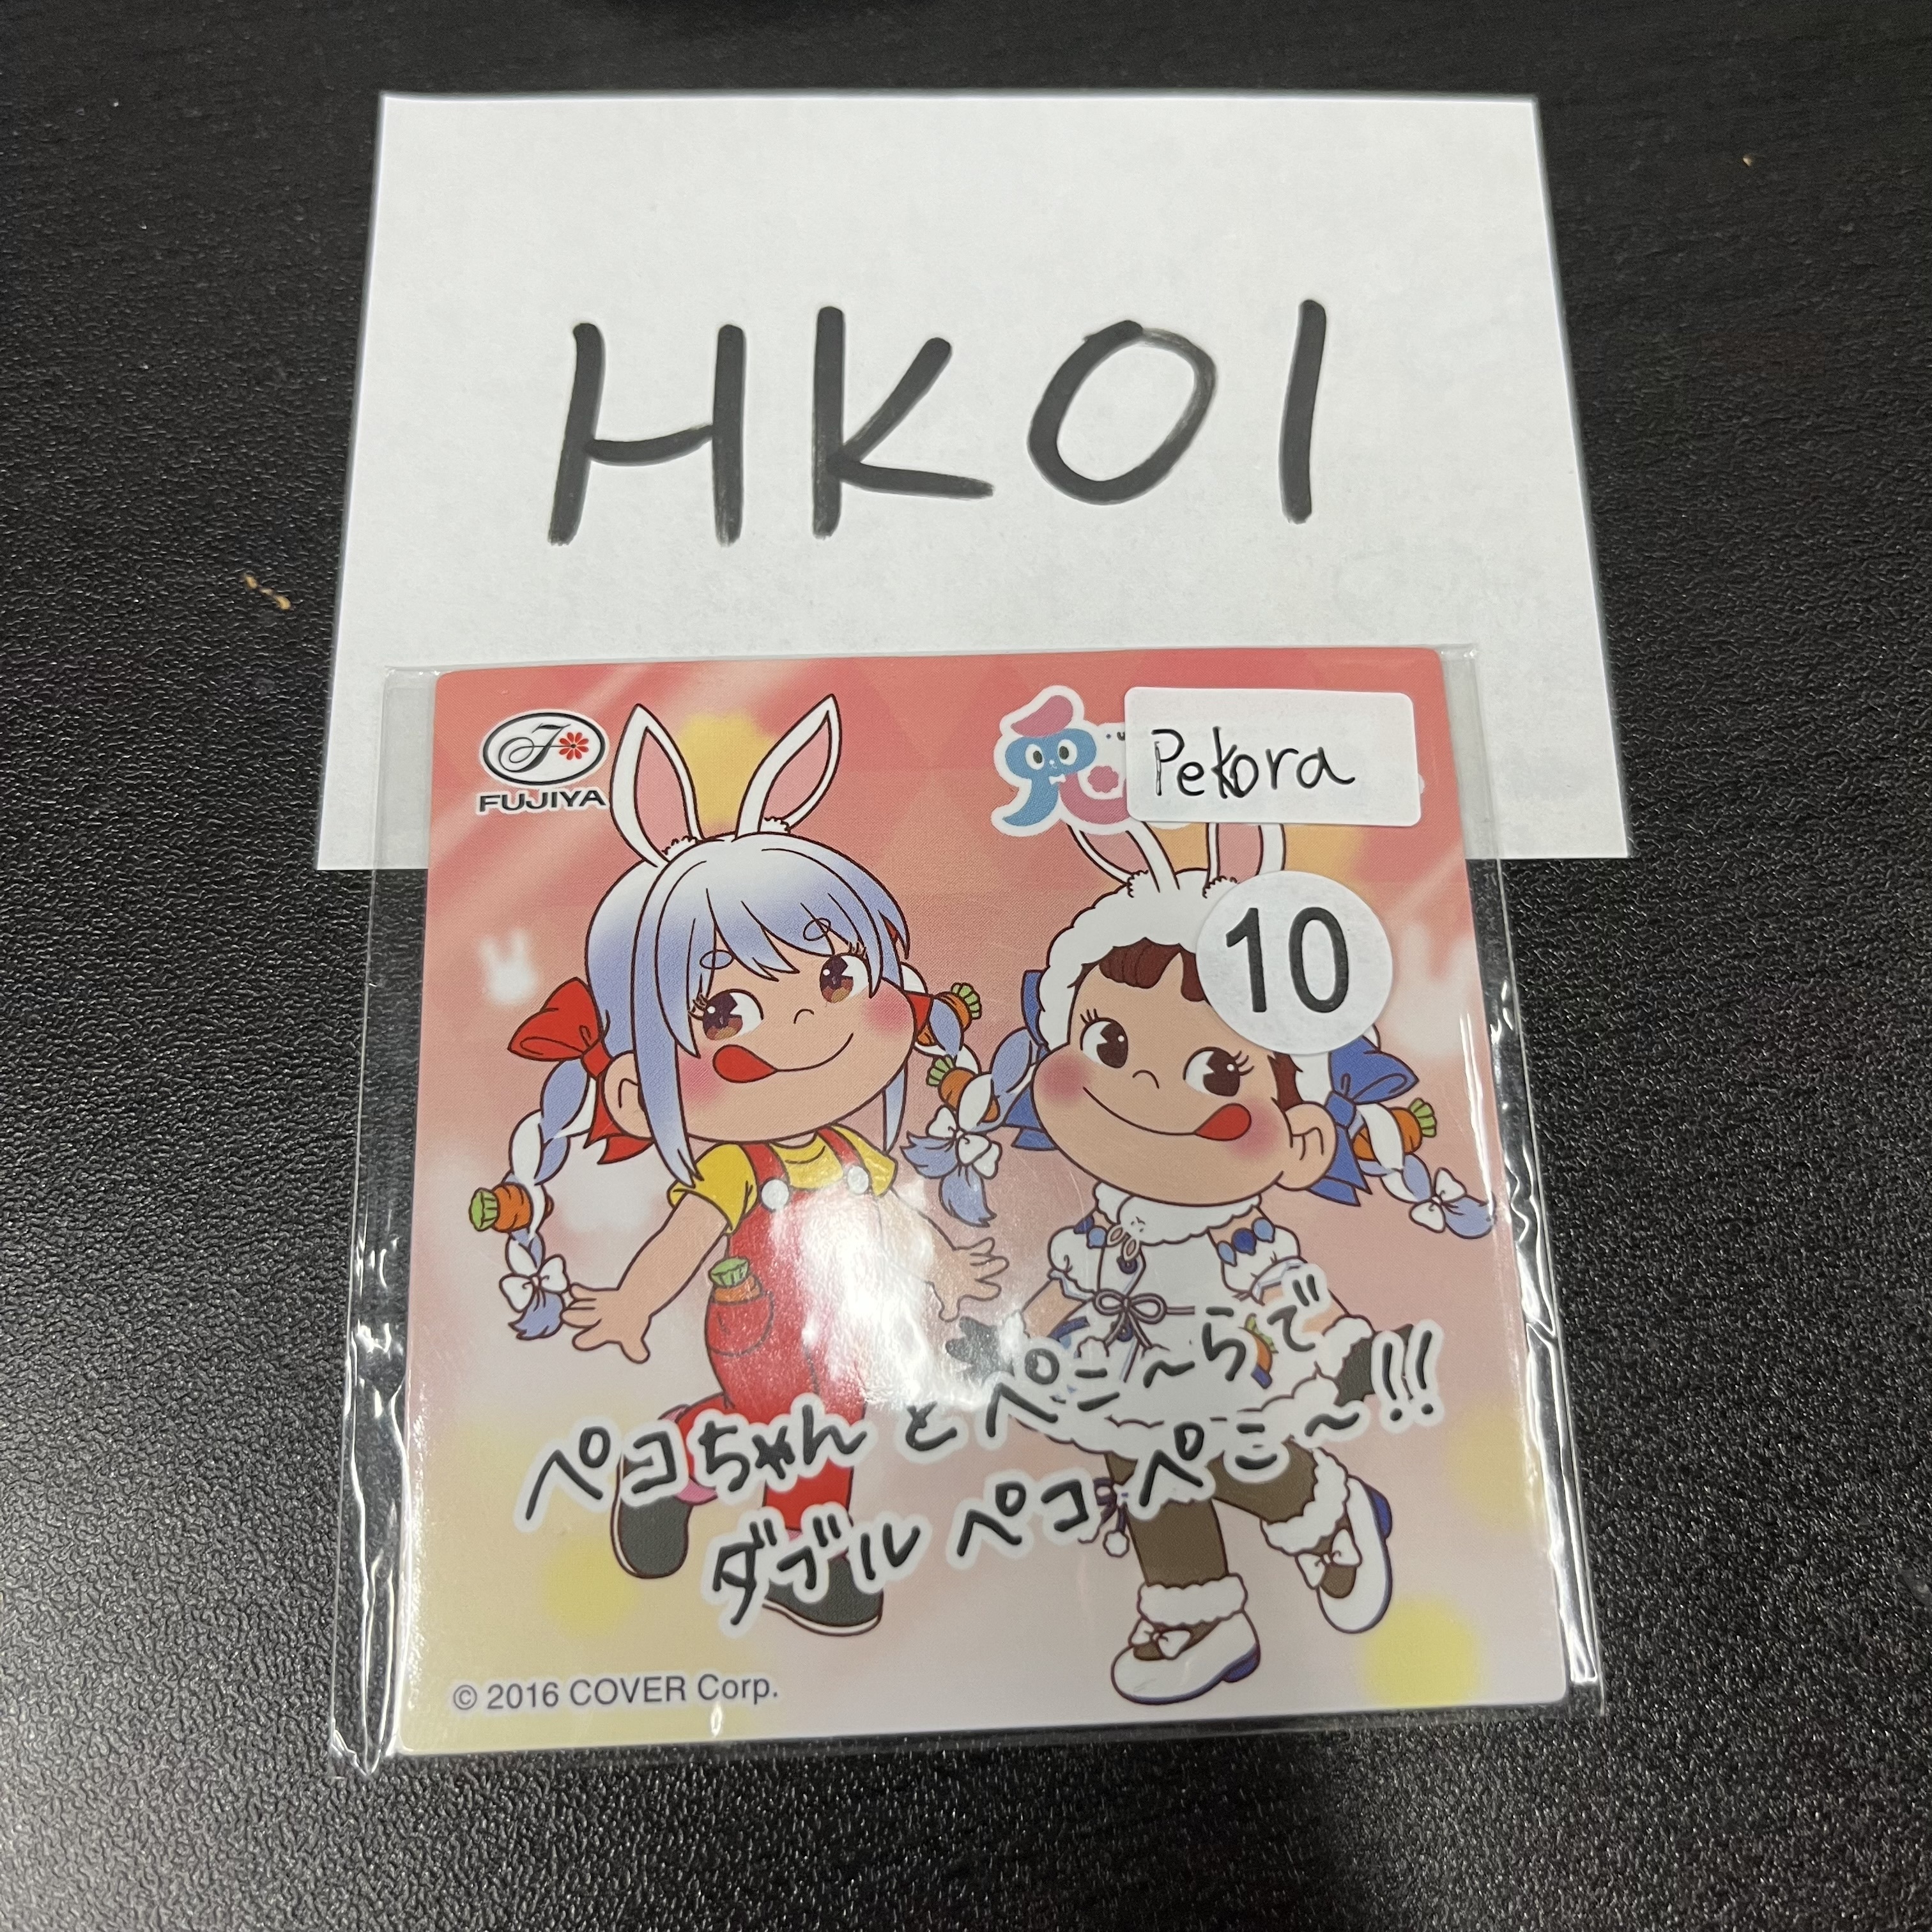 HK01
FUJIYA
Pekora
10
ペコちゃんとぺこ～らで
ダブルペコぺこ～!!!
© 2016 COVER Corp.